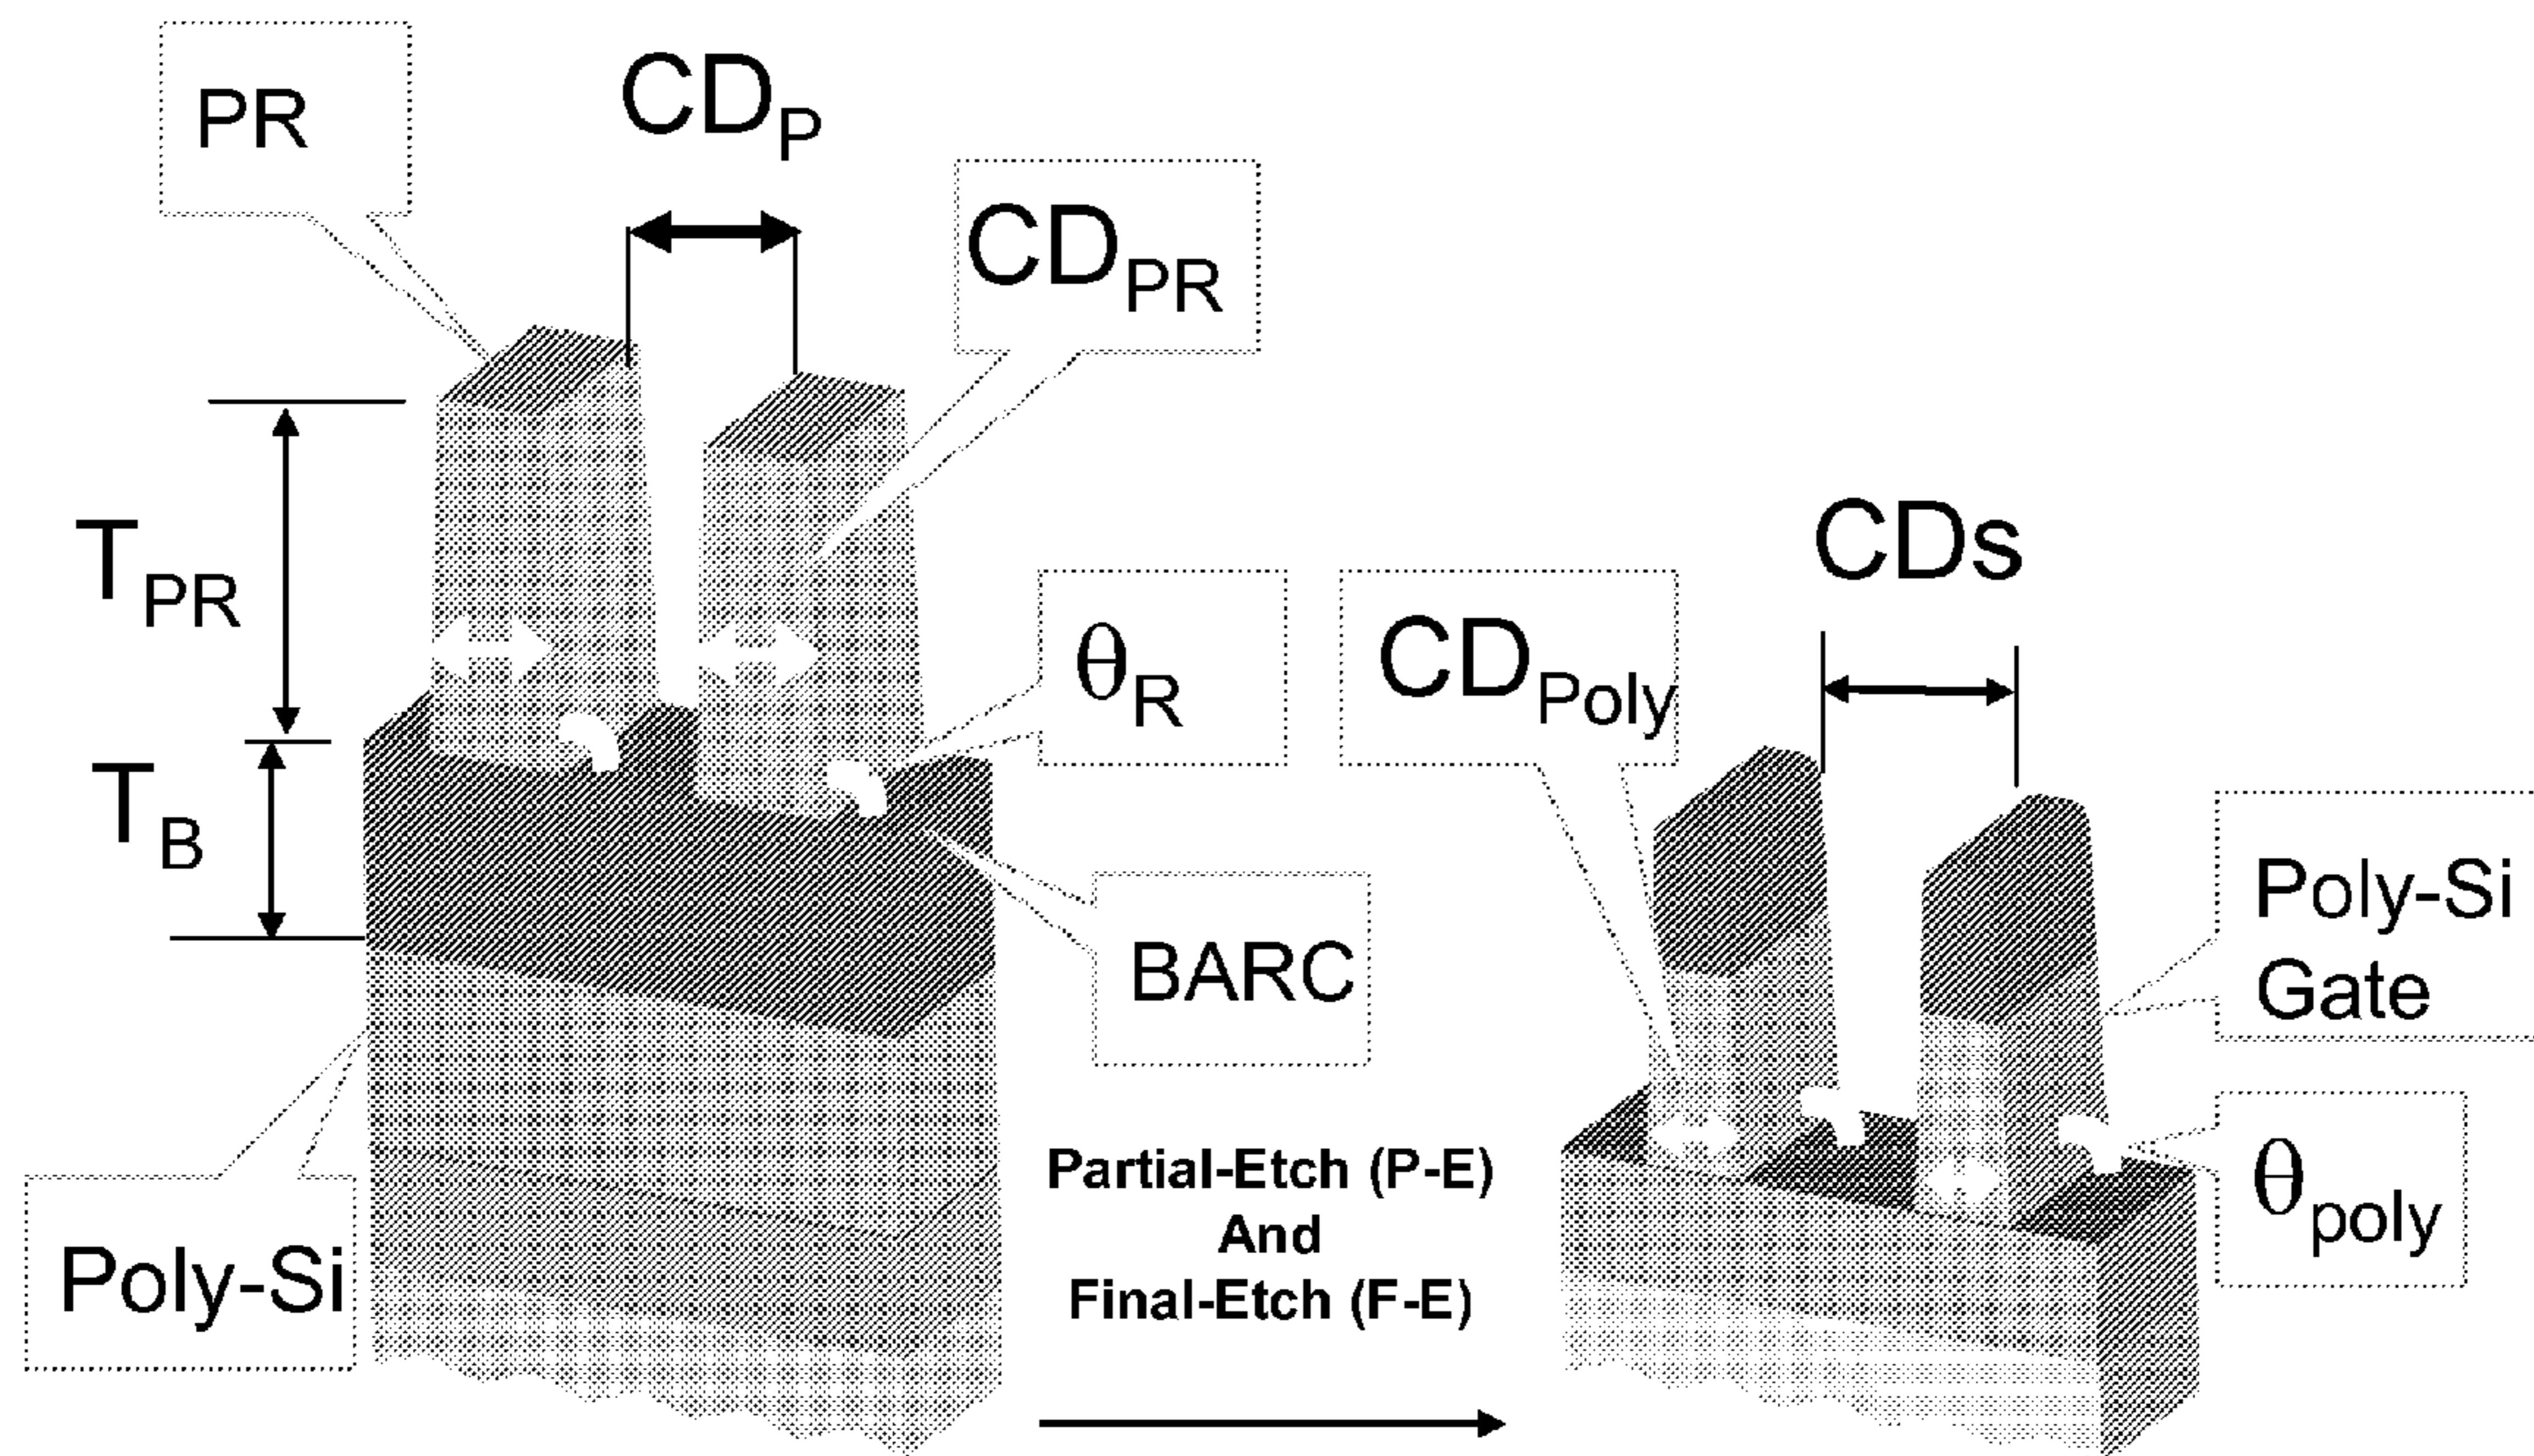 PR
CD_P
CD_PR
T_PR
T_B
θ_R
BARC
Poly-Si
Partial-Etch (P-E)
And
Final-Etch (F-E)
CDs
CD_Poly
Poly-Si
Gate
θ_poly